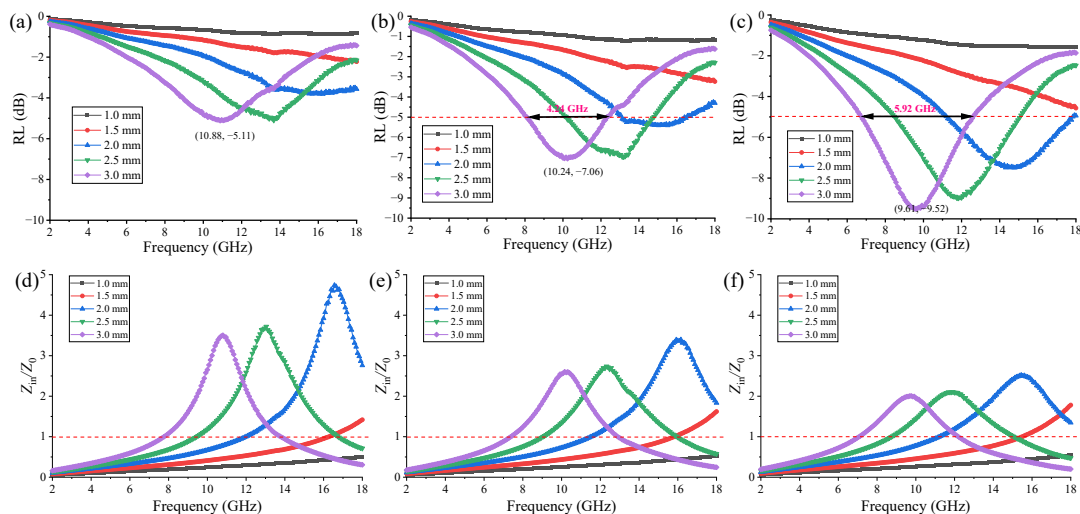 (a)
0
−2
−4
−6
−8
−10
RL (dB)
1.0 mm
1.5 mm
2.0 mm
2.5 mm
3.0 mm
(10.88, −5.11)
2 4 6 8 10 12 14 16 18
Frequency (GHz)
(b)
0
−1
−2
−3
−4
−5
−6
−7
−8
−9
−10
RL (dB)
4.24 GHz
1.0 mm
1.5 mm
2.0 mm
2.5 mm
3.0 mm
(10.24, −7.06)
2 4 6 8 10 12 14 16 18
Frequency (GHz)
(c)
0
−1
−2
−3
−4
−5
−6
−7
−8
−9
−10
RL (dB)
5.92 GHz
1.0 mm
1.5 mm
2.0 mm
2.5 mm
3.0 mm
(9.61, −9.52)
2 4 6 8 10 12 14 16 18
Frequency (GHz)
(d)
5
4
3
2
1
0
Zin/Z0
1.0 mm
1.5 mm
2.0 mm
2.5 mm
3.0 mm
2 4 6 8 10 12 14 16 18
Frequency (GHz)
(e)
5
4
3
2
1
0
Zin/Z0
1.0 mm
1.5 mm
2.0 mm
2.5 mm
3.0 mm
2 4 6 8 10 12 14 16 18
Frequency (GHz)
(f)
5
4
3
2
1
0
Zin/Z0
1.0 mm
1.5 mm
2.0 mm
2.5 mm
3.0 mm
2 4 6 8 10 12 14 16 18
Frequency (GHz)